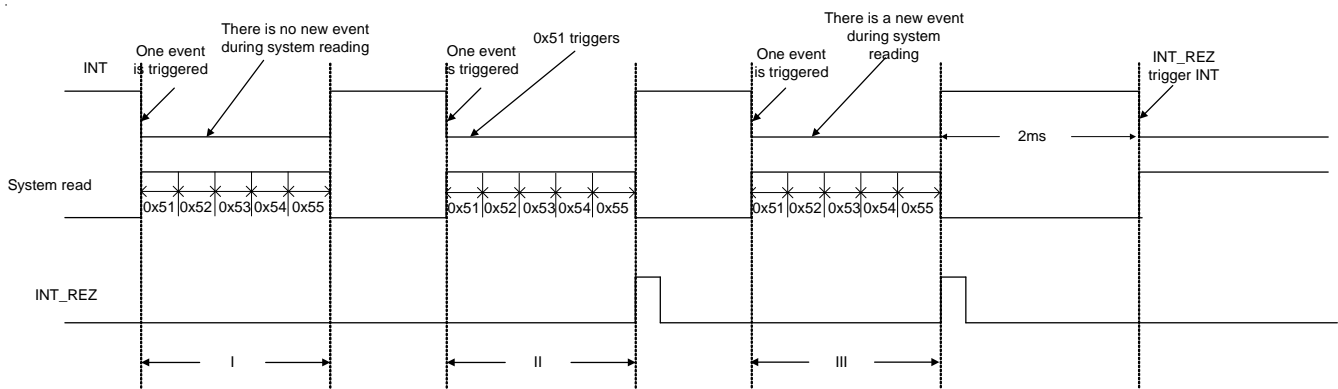 There is no new event
during system reading
One event
is triggered
INT
One event
is triggered
0x51 triggers
There is a new event
during system
reading
One event
is triggered
INT_REZ
trigger INT
2ms
System read
0x51 0x52 0x53 0x54 0x55
0x51 0x52 0x53 0x54 0x55
0x51 0x52 0x53 0x54 0x55
INT_REZ
I
II
III